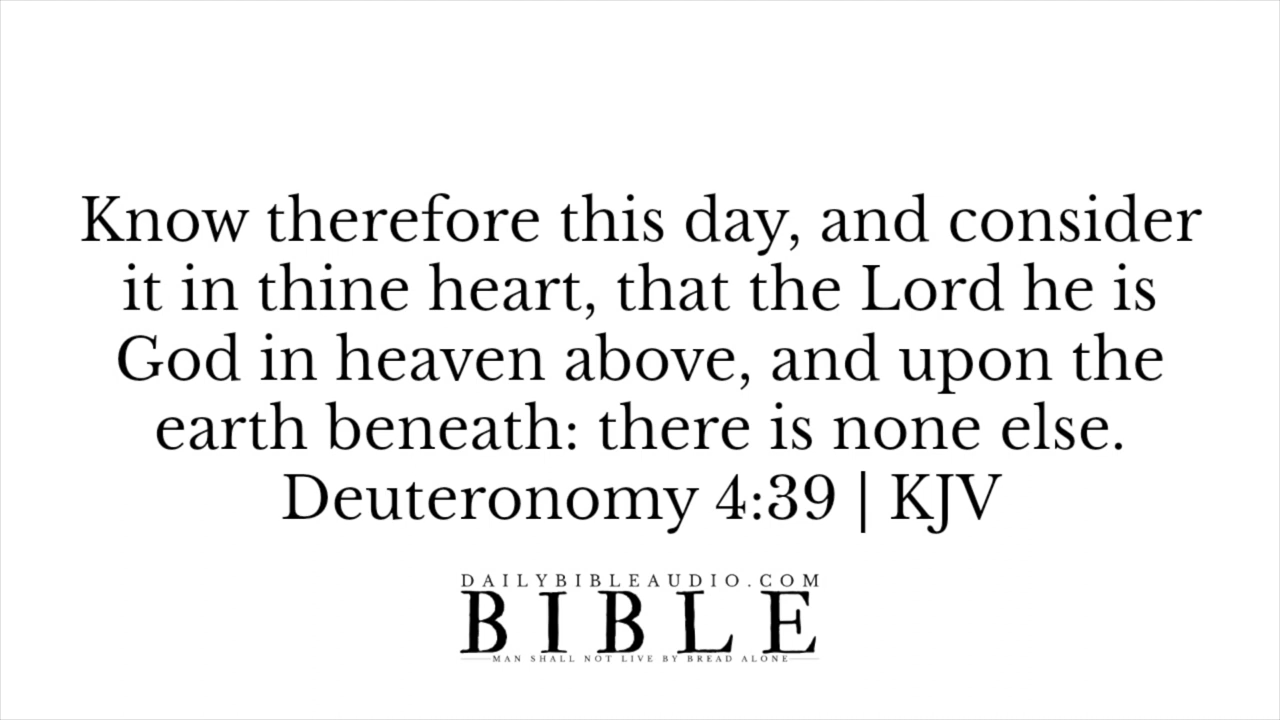 Know therefore this day, and consider
it in thine heart, that the Lord he is
God in heaven above, and upon the
earth beneath: there is none else.
Deuteronomy 4:39 | KJV
DAILYBIBLEAUDIO.COM
BIBLE
MAN SHALL NOT LIVE BY BREAD ALONE